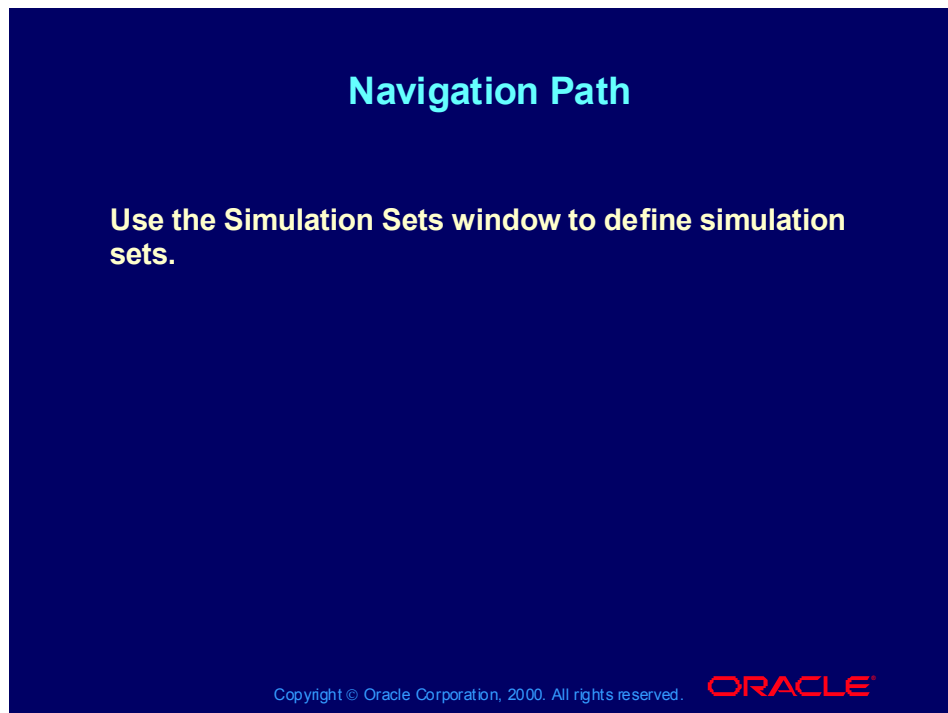 Navigation Path
Use the Simulation Sets window to define simulation
sets.
Copyright © Oracle Corporation, 2000. All rights reserved.
ORACLE®